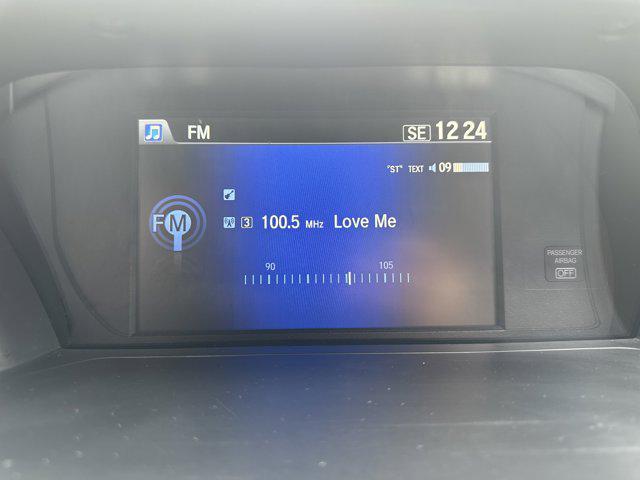 FM SE 12 24
"ST" TEXT 09
FM
3 100.5 MHz Love Me
90 105
PASSENGER
AIRBAG
OFF